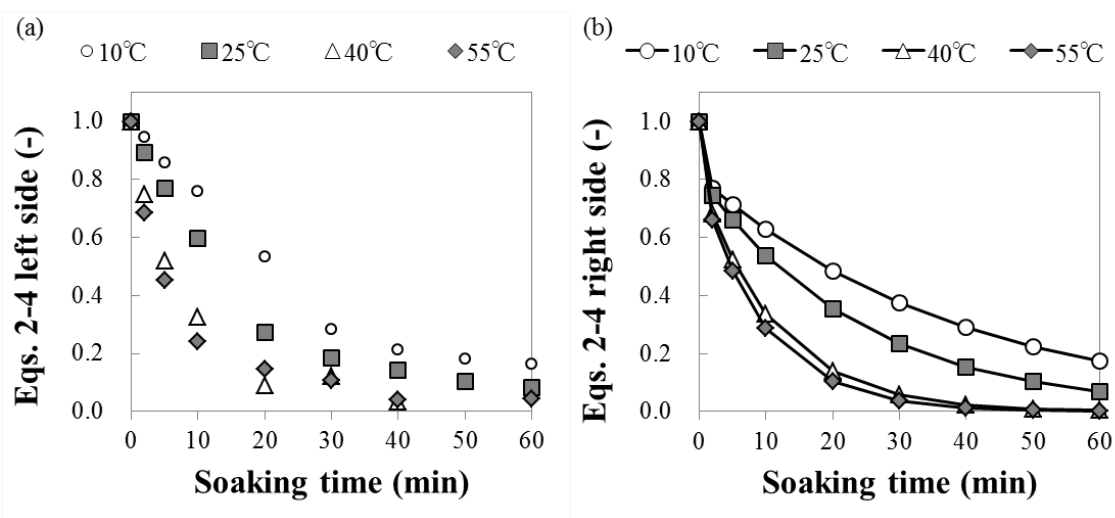 (a)
10℃ 25℃ 40℃ 55℃
Eqs. 2-4 left side (-)
1.0
0.8
0.6
0.4
0.2
0.0
0 10 20 30 40 50 60
Soaking time (min)
(b)
10℃ 25℃ 40℃ 55℃
Eqs. 2-4 right side (-)
1.0
0.8
0.6
0.4
0.2
0.0
0 10 20 30 40 50 60
Soaking time (min)